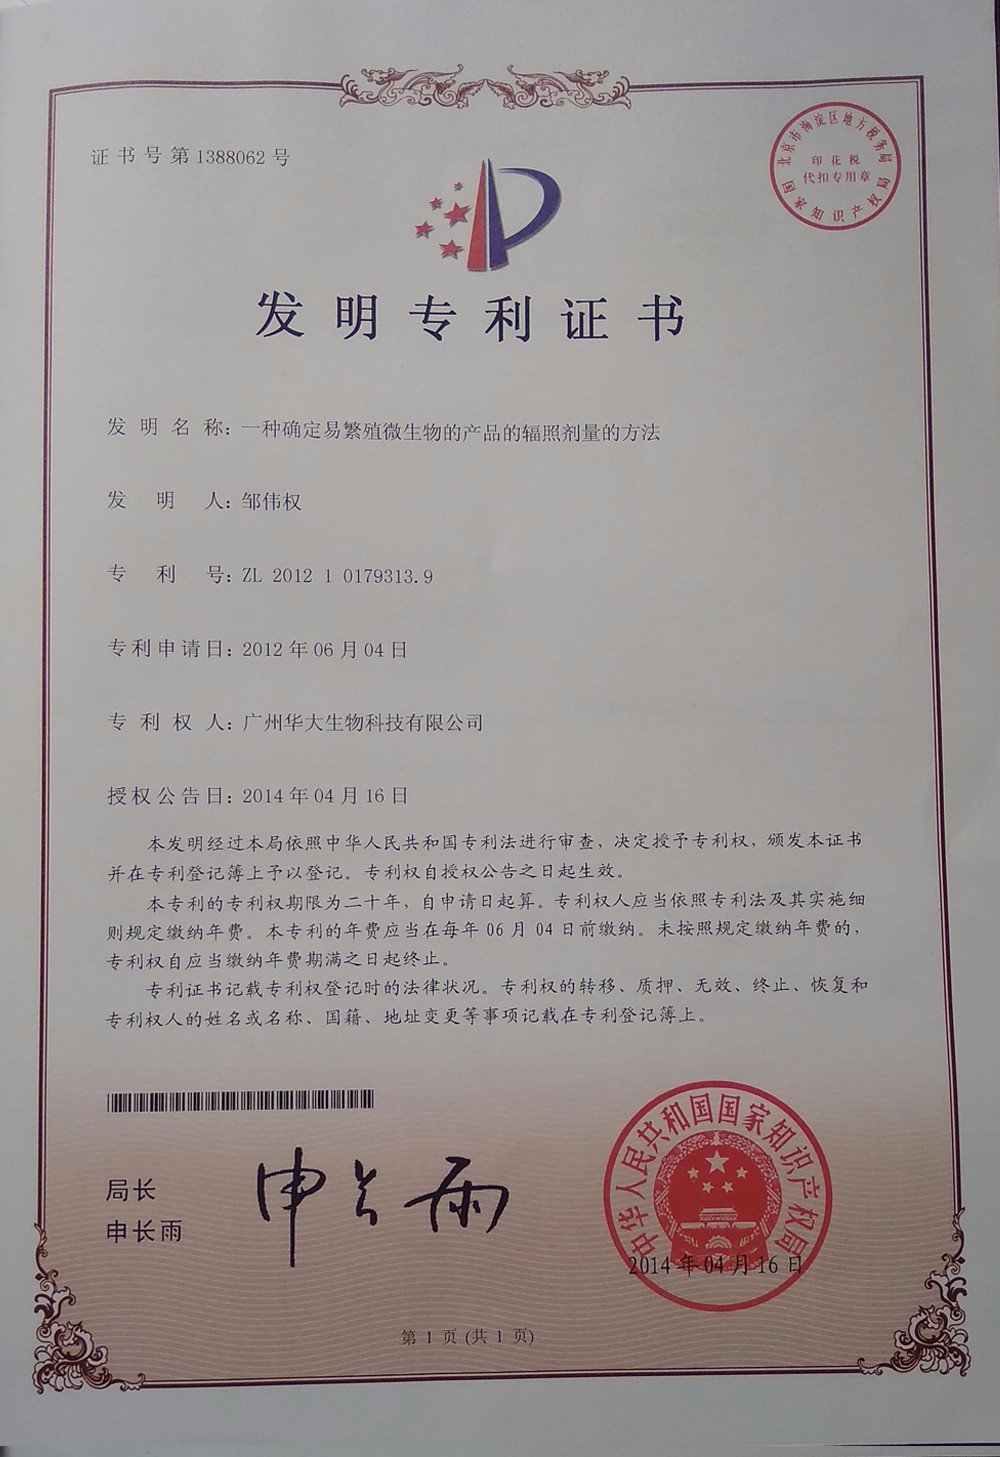 证书号第1388062号
北京市海淀区地方税务局
印花税
代扣专用章
国家知识产权局
发明专利证书
发明名称：一种确定易繁殖微生物的产品的辐照剂量的方法
发明人：邹伟权
专利号：ZL 2012 1 0179313.9
专利申请日：2012年06月04日
专利权人：广州华大生物科技有限公司
授权公告日：2014年04月16日
本发明经过本局依照中华人民共和国专利法进行审查，决定授予专利权，颁发本证书
并在专利登记簿上予以登记。专利权自授权公告之日起生效。
本专利的专利权期限为二十年，自申请日起算。专利权人应当依照专利法及其实施细
则规定缴纳年费。本专利的年费应当在每年06月04日前缴纳。未按照规定缴纳年费的，
专利权自应当缴纳年费期满之日起终止。
专利证书记载专利权登记时的法律状况。专利权的转移、质押、无效、终止、恢复和
专利权人的姓名或名称、国籍、地址变更等事项记载在专利登记簿上。
局长
申长雨
申长雨
中华人民共和国国家知识产权局
2014年04月16日
第1页(共1页)